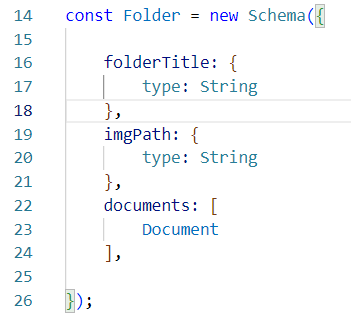 14 const Folder = new Schema({
15
16 folderTitle: {
17 type: String
18 },
19 imgPath: {
20 type: String
21 },
22 documents: [
23 Document
24 ],
25
26 });